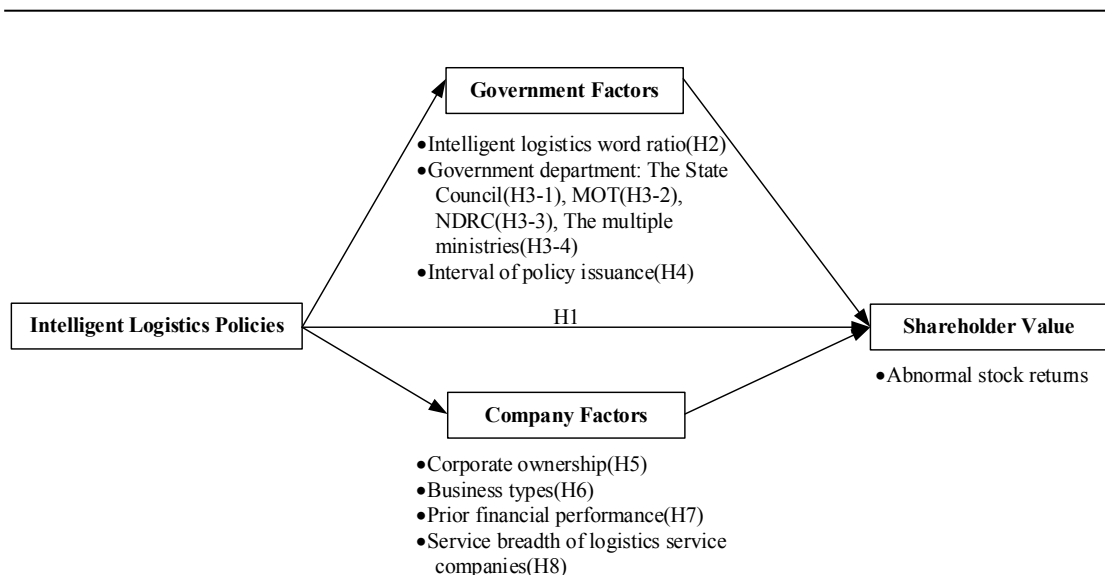 Government Factors
•Intelligent logistics word ratio(H2)
•Government department: The State
Council(H3-1), MOT(H3-2),
NDRC(H3-3), The multiple
ministries(H3-4)
•Interval of policy issuance(H4)
H1
Intelligent Logistics Policies
Shareholder Value
•Abnormal stock returns
Company Factors
•Corporate ownership(H5)
•Business types(H6)
•Prior financial performance(H7)
•Service breadth of logistics service
companies(H8)